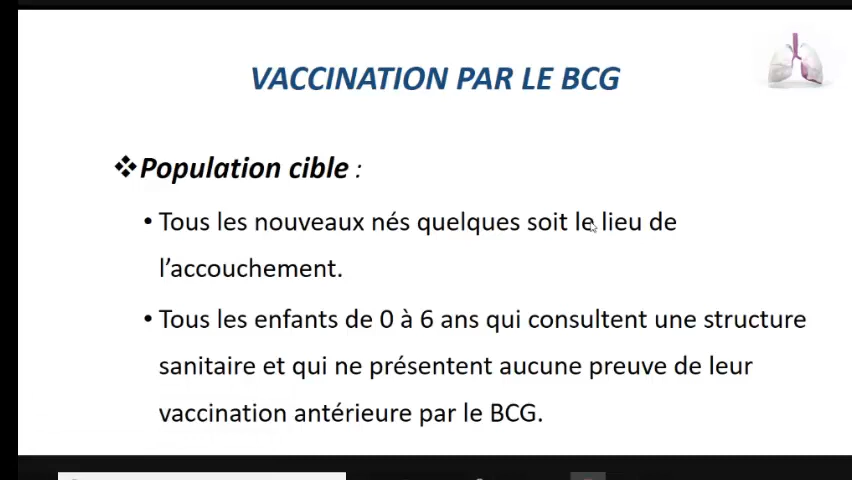 VACCINATION PAR LE BCG
❖Population cible :
• Tous les nouveaux nés quelques soit le lieu de
l’accouchement.
• Tous les enfants de 0 à 6 ans qui consultent une structure
sanitaire et qui ne présentent aucune preuve de leur
vaccination antérieure par le BCG.